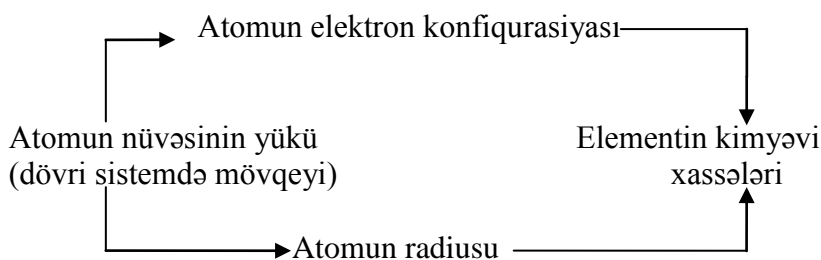 Atomun elektron konfiqurasiyası
Atomun nüvəsinin yükü
(dövri sistemdə mövqeyi)
Elementin kimyəvi
xassələri
Atomun radiusu